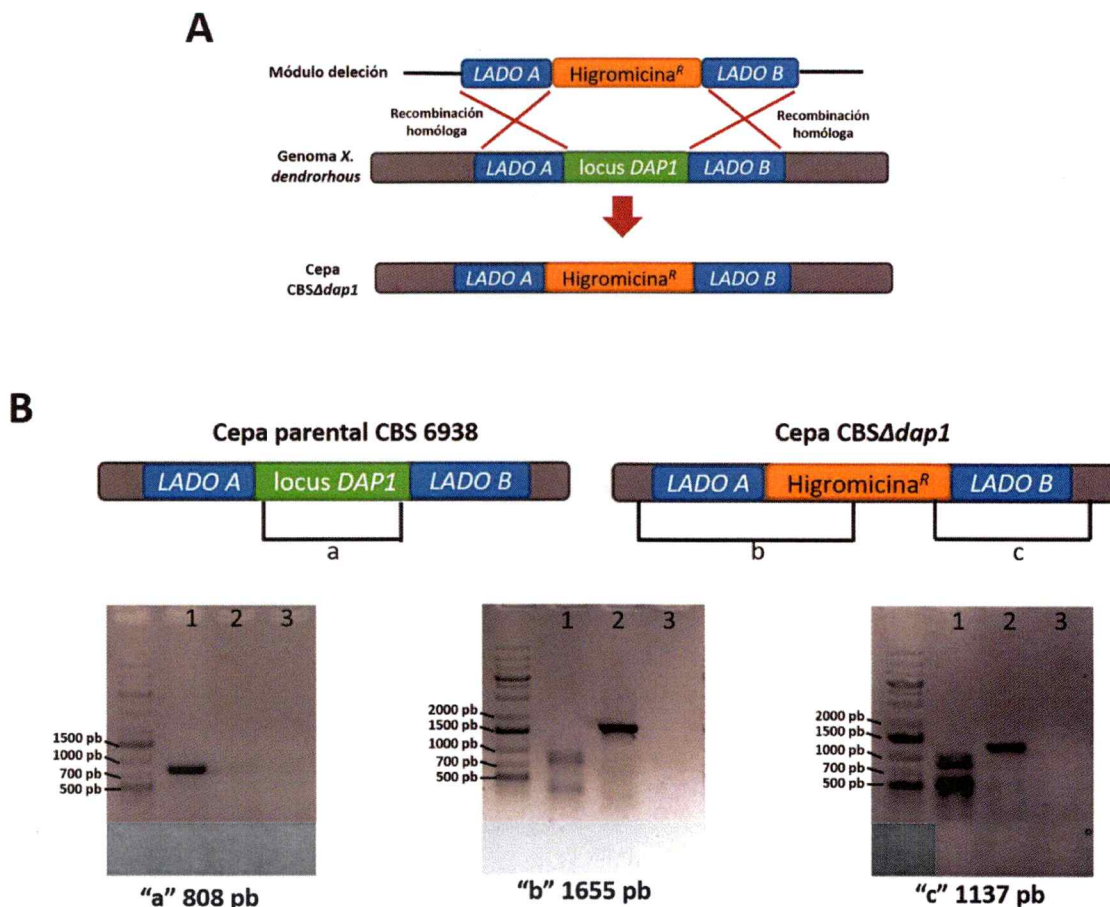 A
Módulo deleción
LADO A
Higromicina^R
LADO B
Recombinación homóloga
Recombinación homóloga
Genoma X. dendrorhous
LADO A
locus DAP1
LADO B
Cepa CBSΔdap1
LADO A
Higromicina^R
LADO B
B
Cepa parental CBS 6938
LADO A
locus DAP1
LADO B
a
Cepa CBSΔdap1
LADO A
Higromicina^R
LADO B
b
c
1 2 3
1500 pb
1000 pb
700 pb
500 pb
"a" 808 pb
1 2 3
2000 pb
1500 pb
1000 pb
700 pb
500 pb
"b" 1655 pb
1 2 3
2000 pb
1500 pb
1000 pb
700 pb
500 pb
"c" 1137 pb